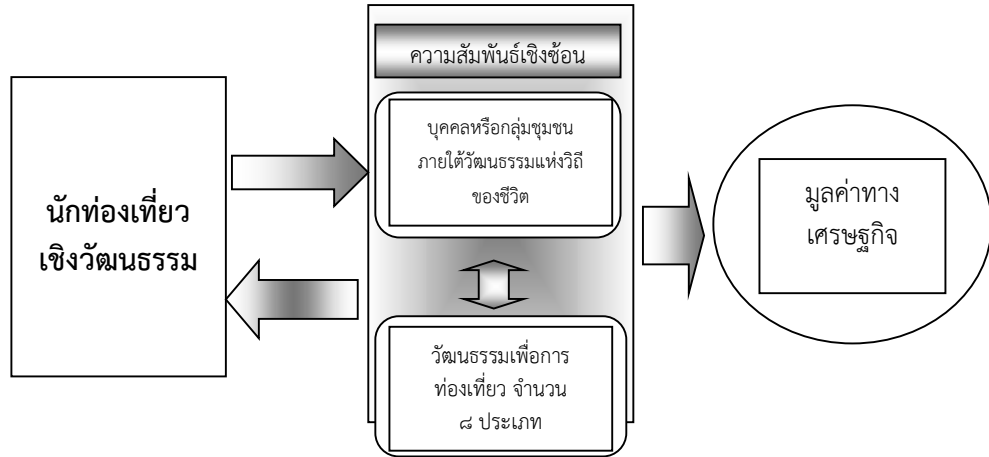 ความสัมพันธ์เชิงซ้อน
บุคคลหรือกลุ่มชุมชน
ภายใต้วัฒนธรรมแห่งวิถี
ของชีวิต
นักท่องเที่ยว
เชิงวัฒนธรรม
มูลค่าทาง
เศรษฐกิจ
วัฒนธรรมเพื่อการ
ท่องเที่ยว จำนวน
๘ ประเภท